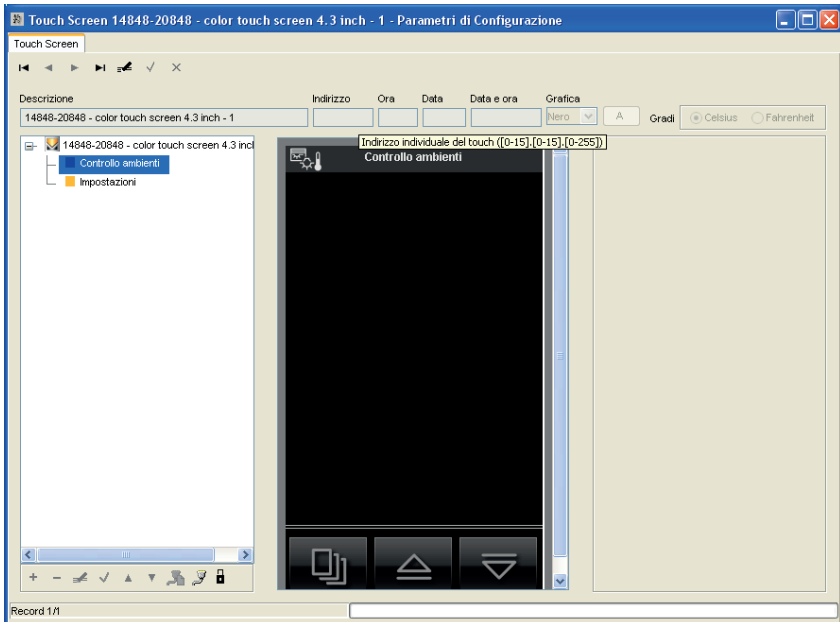 Touch Screen 14848-20848 - color touch screen 4.3 inch - 1 - Parametri di Configurazione
Touch Screen
Descrizione Indirizzo Ora Data Data e ora Grafica
14848-20848 - color touch screen 4.3 inch - 1 Nero A Gradi Celsius Fahrenheit
Indirizzo individuale del touch ([0-15].[0-15].[0-255])
14848-20848 - color touch screen 4.3 incl
Controllo ambienti
Impostazioni
Controllo ambienti
Record 1/1